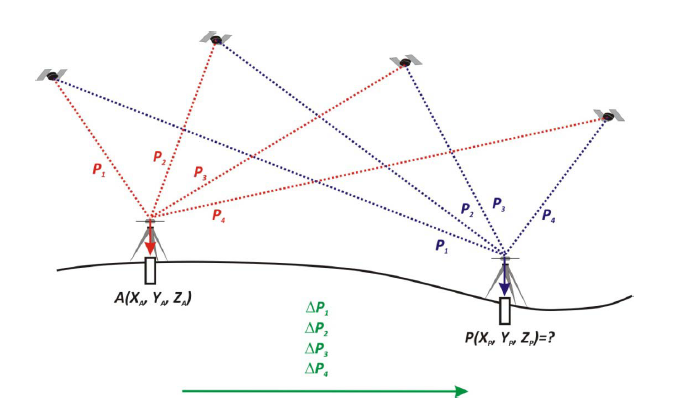 P₂
P₁
P₃
P₄
P₂
P₃
P₄
P₁
A(Xₐ, Yₐ, Zₐ)
P(Xₚ, Yₚ, Zₚ)=?
ΔP₁
ΔP₂
ΔP₃
ΔP₄